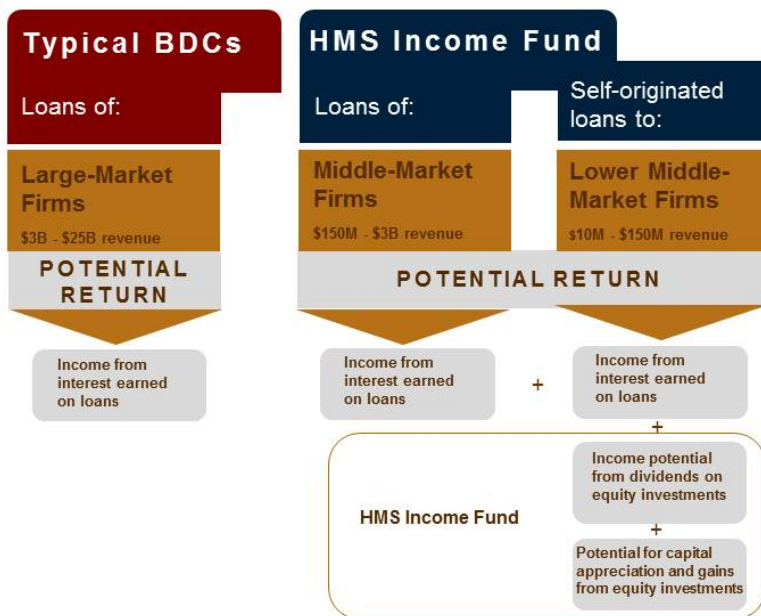 Typical BDCs
Loans of:
Large-Market
Firms
$3B - $25B revenue
POTENTIAL
RETURN
Income from
interest earned
on loans
HMS Income Fund
Loans of:
Self-originated
loans to:
Middle-Market
Firms
$150M - $3B revenue
Lower Middle-
Market Firms
$10M - $150M revenue
POTENTIAL RETURN
Income from
interest earned
on loans
+
Income from
interest earned
on loans
+
HMS Income Fund
Income potential
from dividends on
equity investments
+
Potential for capital
appreciation and gains
from equity investments